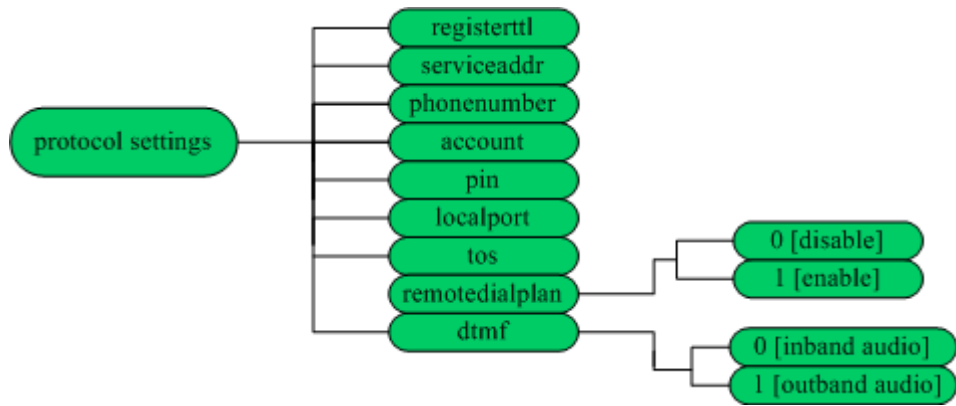 registerttl
serviceaddr
phonenumber
protocol settings
account
pin
localport
tos
remotedialplan
dtmf
0 [disable]
1 [enable]
0 [inband audio]
1 [outband audio]